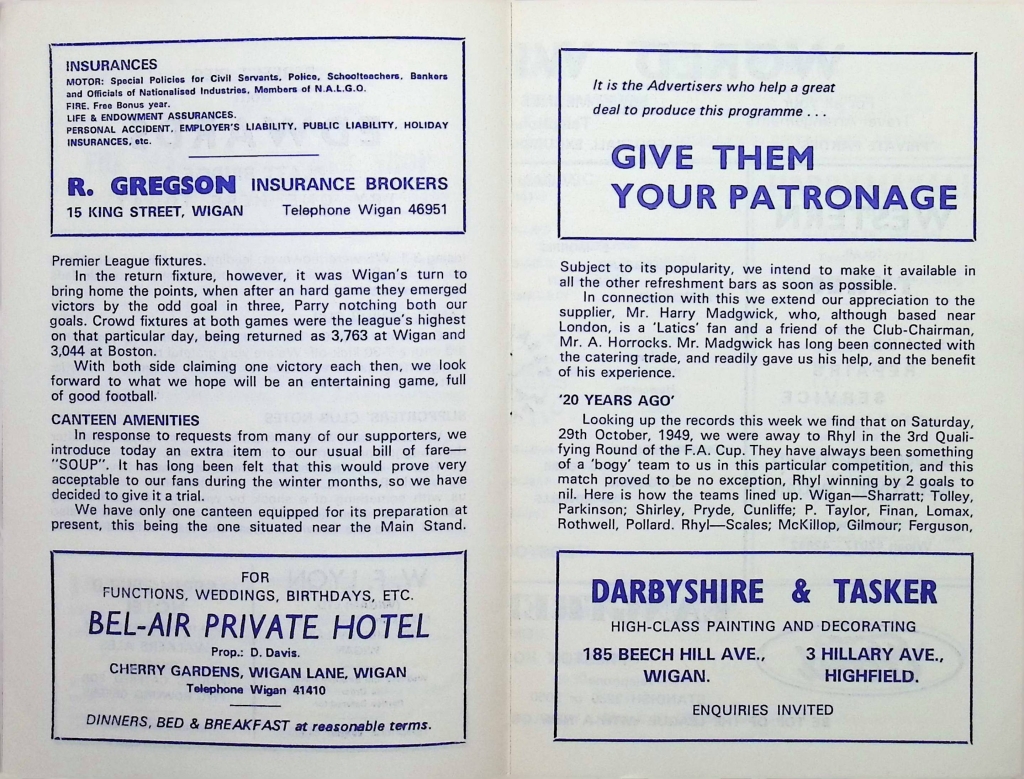 INSURANCES
MOTOR: Special Policies for Civil Servants, Police, Schoolteachers, Bankers
and Officials of Nationalised Industries, Members of N.A.L.G.O.
FIRE. Free Bonus year.
LIFE & ENDOWMENT ASSURANCES.
PERSONAL ACCIDENT, EMPLOYER'S LIABILITY, PUBLIC LIABILITY, HOLIDAY
INSURANCES, etc.
R. GREGSON INSURANCE BROKERS
15 KING STREET, WIGAN Telephone Wigan 46951
Premier League fixtures.
In the return fixture, however, it was Wigan's turn to
bring home the points, when after an hard game they emerged
victors by the odd goal in three, Parry notching both our
goals. Crowd fixtures at both games were the league's highest
on that particular day, being returned as 3,763 at Wigan and
3,044 at Boston.
With both side claiming one victory each then, we look
forward to what we hope will be an entertaining game, full
of good football.
CANTEEN AMENITIES
In response to requests from many of our supporters, we
introduce today an extra item to our usual bill of fare—
"SOUP". It has long been felt that this would prove very
acceptable to our fans during the winter months, so we have
decided to give it a trial.
We have only one canteen equipped for its preparation at
present, this being the one situated near the Main Stand.
FOR
FUNCTIONS, WEDDINGS, BIRTHDAYS, ETC.
BEL-AIR PRIVATE HOTEL
Prop.: D. Davis.
CHERRY GARDENS, WIGAN LANE, WIGAN
Telephone Wigan 41410
DINNERS, BED & BREAKFAST at reasonable terms.
It is the Advertisers who help a great
deal to produce this programme . . .
GIVE THEM
YOUR PATRONAGE
Subject to its popularity, we intend to make it available in
all the other refreshment bars as soon as possible.
In connection with this we extend our appreciation to the
supplier, Mr. Harry Madgwick, who, although based near
London, is a 'Latics' fan and a friend of the Club-Chairman,
Mr. A. Horrocks. Mr. Madgwick has long been connected with
the catering trade, and readily gave us his help, and the benefit
of his experience.
'20 YEARS AGO'
Looking up the records this week we find that on Saturday,
29th October, 1949, we were away to Rhyl in the 3rd Quali-
fying Round of the F.A. Cup. They have always been something
of a 'bogy' team to us in this particular competition, and this
match proved to be no exception, Rhyl winning by 2 goals to
nil. Here is how the teams lined up. Wigan—Sharratt; Tolley,
Parkinson; Shirley, Pryde, Cunliffe; P. Taylor, Finan, Lomax,
Rothwell, Pollard. Rhyl—Scales; McKillop, Gilmour; Ferguson,
DARBYSHIRE & TASKER
HIGH-CLASS PAINTING AND DECORATING
185 BEECH HILL AVE., 3 HILLARY AVE.,
WIGAN. HIGHFIELD.
ENQUIRIES INVITED